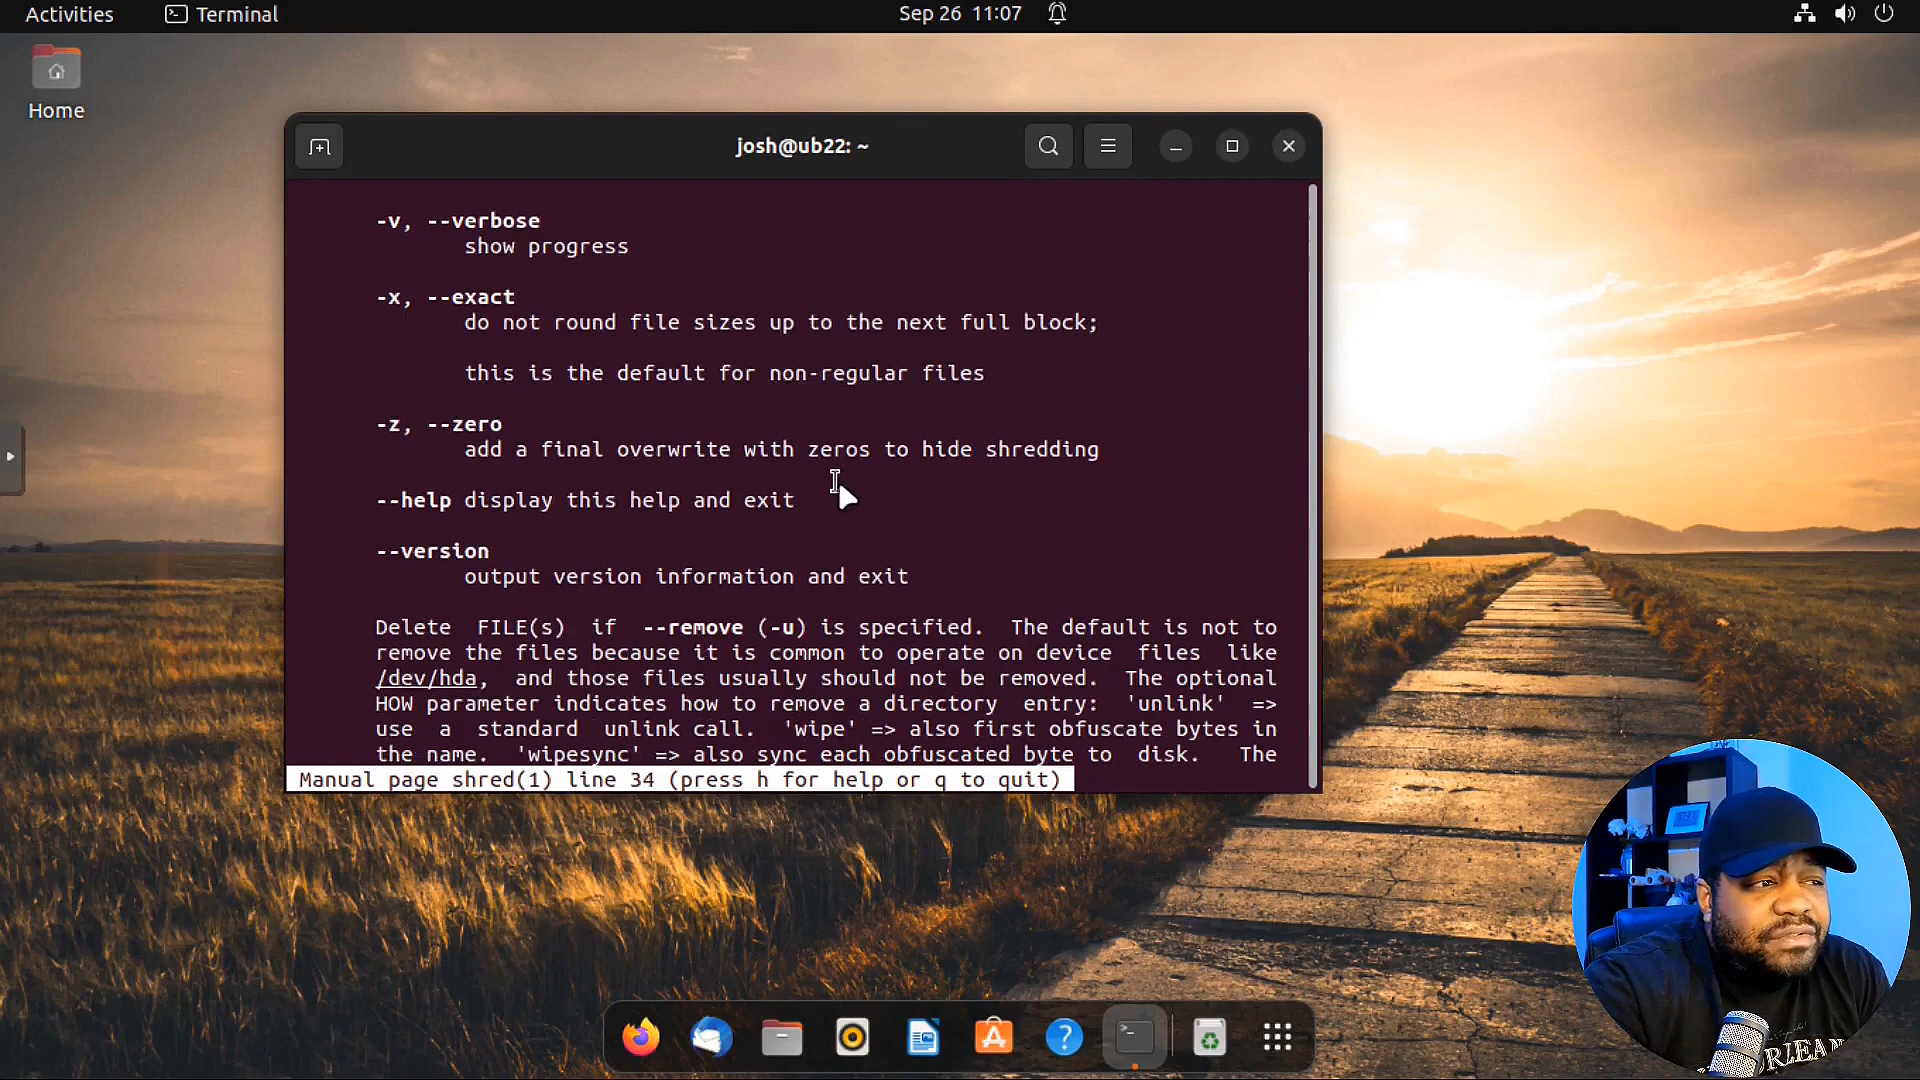 Activities Terminal Sep 26 11:07
Home
josh@ub22: ~
-v, --verbose
show progress
-x, --exact
do not round file sizes up to the next full block;
this is the default for non-regular files
-z, --zero
add a final overwrite with zeros to hide shredding
--help display this help and exit
--version
output version information and exit
Delete FILE(s) if --remove (-u) is specified. The default is not to
remove the files because it is common to operate on device files like
/dev/hda, and those files usually should not be removed. The optional
HOW parameter indicates how to remove a directory entry: 'unlink' =>
use a standard unlink call. 'wipe' => also first obfuscate bytes in
the name. 'wipesync' => also sync each obfuscated byte to disk. The
Manual page shred(1) line 34 (press h for help or q to quit)